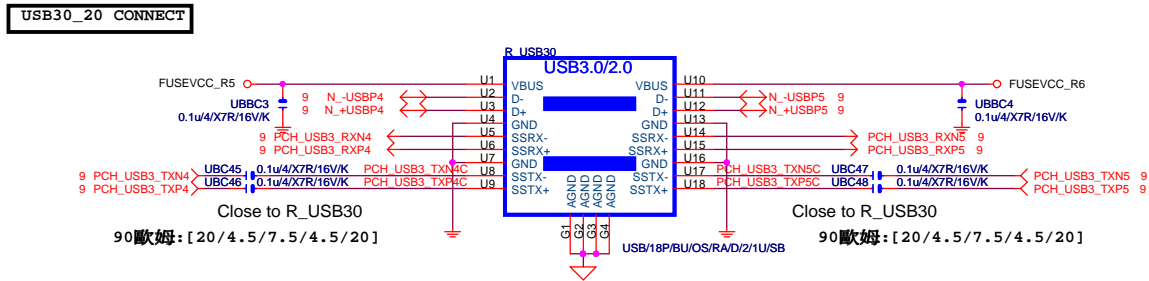 USB30_20 CONNECT
R_USB30
USB3.0/2.0
FUSEVCC_R5
U1 VBUS
VBUS U10
FUSEVCC_R6
UBBC3
0.1u/4/X7R/16V/K
9 N_-USBP4 U2 D-
D- U11 N_-USBP5 9
9 N_+USBP4 U3 D+
D+ U12 N_+USBP5 9
UBBC4
0.1u/4/X7R/16V/K
U4 GND
GND U13
9 PCH_USB3_RXN4 U5 SSRX-
SSRX- U14 PCH_USB3_RXN5 9
9 PCH_USB3_RXP4 U6 SSRX+
SSRX+ U15 PCH_USB3_RXP5 9
U7 GND
GND U16
9 PCH_USB3_TXN4 UBC45 0.1u/4/X7R/16V/K PCH_USB3_TXN4C U8 SSTX-
SSTX- U17 PCH_USB3_TXN5C UBC47 0.1u/4/X7R/16V/K PCH_USB3_TXN5 9
9 PCH_USB3_TXP4 UBC46 0.1u/4/X7R/16V/K PCH_USB3_TXP4C U9 SSTX+
SSTX+ U18 PCH_USB3_TXP5C UBC48 0.1u/4/X7R/16V/K PCH_USB3_TXP5 9
AGND AGND AGND AGND
G1 G2 G3 G4
Close to R_USB30
Close to R_USB30
90歐姆:[20/4.5/7.5/4.5/20]
90歐姆:[20/4.5/7.5/4.5/20]
USB/18P/BU/OS/RA/D/2/1U/SB